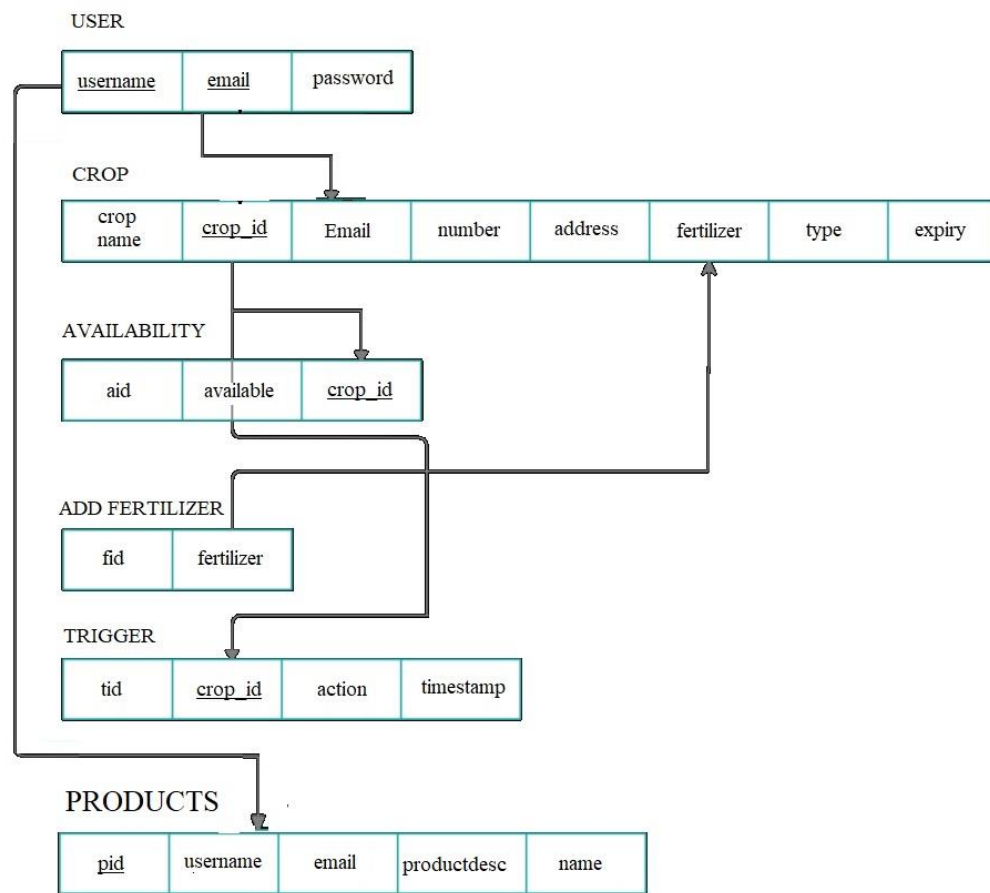 USER
username email password
CROP
crop name crop_id Email number address fertilizer type expiry
AVAILABILITY
aid available crop_id
ADD FERTILIZER
fid fertilizer
TRIGGER
tid crop_id action timestamp
PRODUCTS
pid username email productdesc name